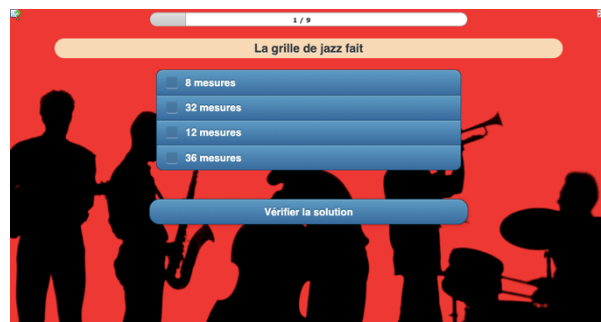 1 / 9
La grille de jazz fait
8 mesures
32 mesures
12 mesures
36 mesures
Vérifier la solution